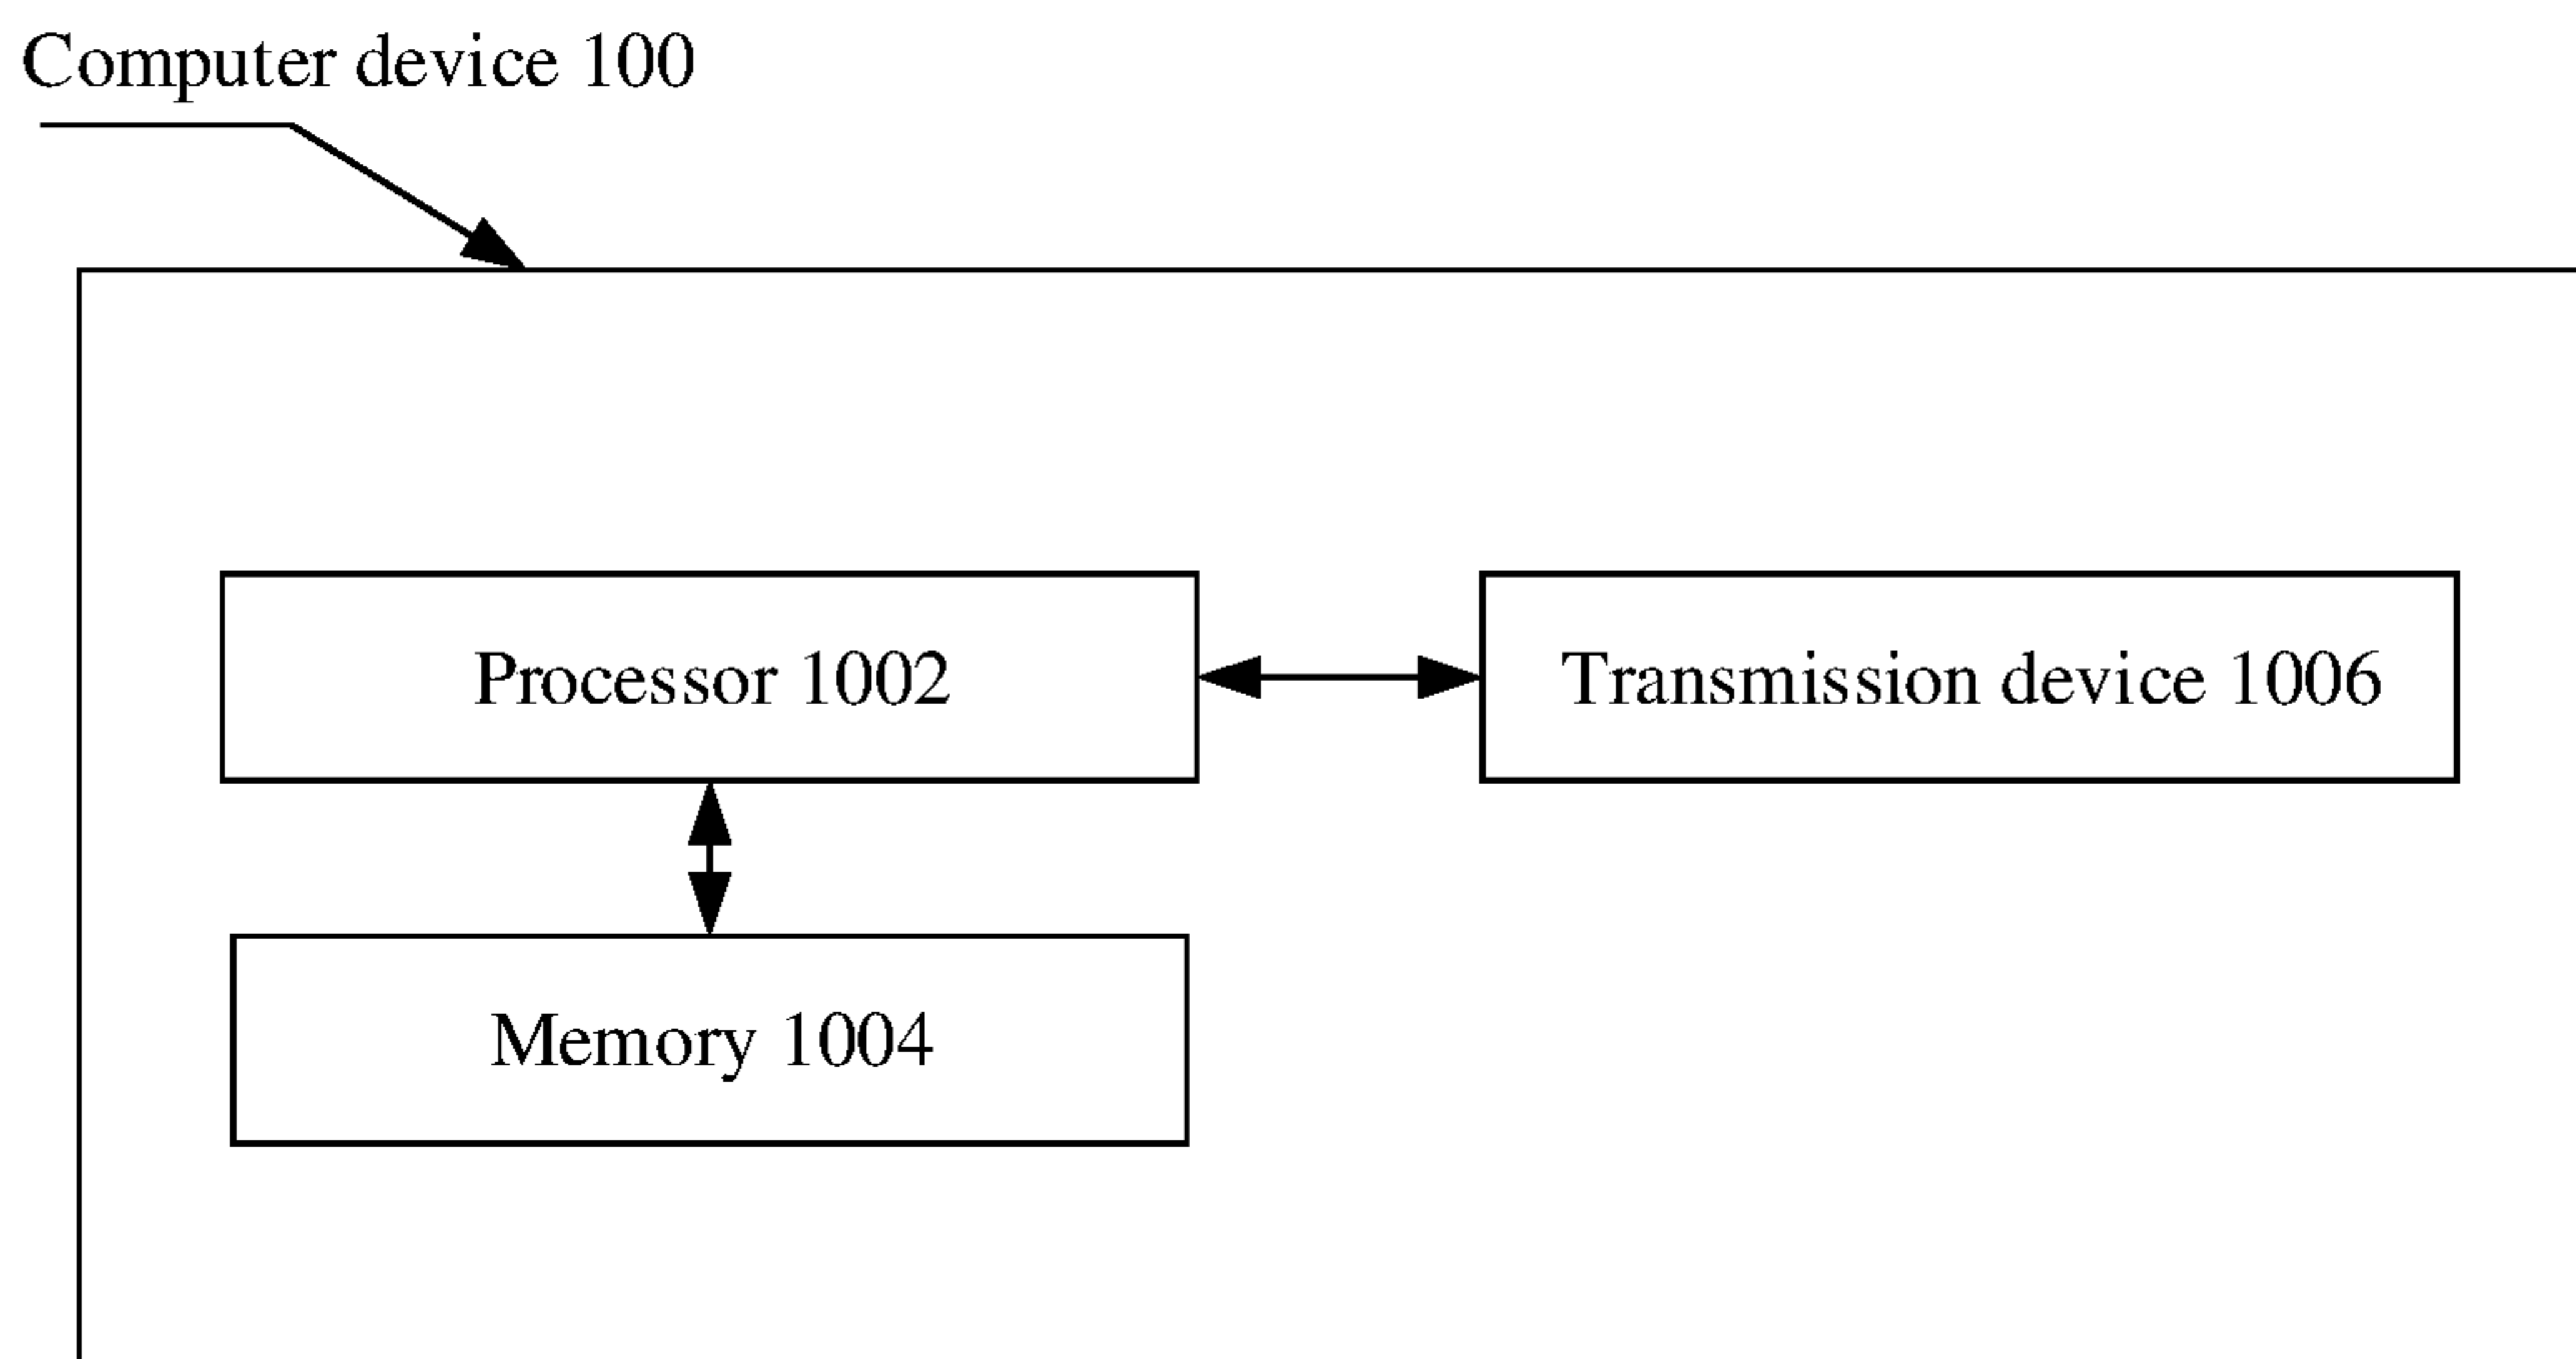 Computer device 100
Processor 1002
Transmission device 1006
Memory 1004